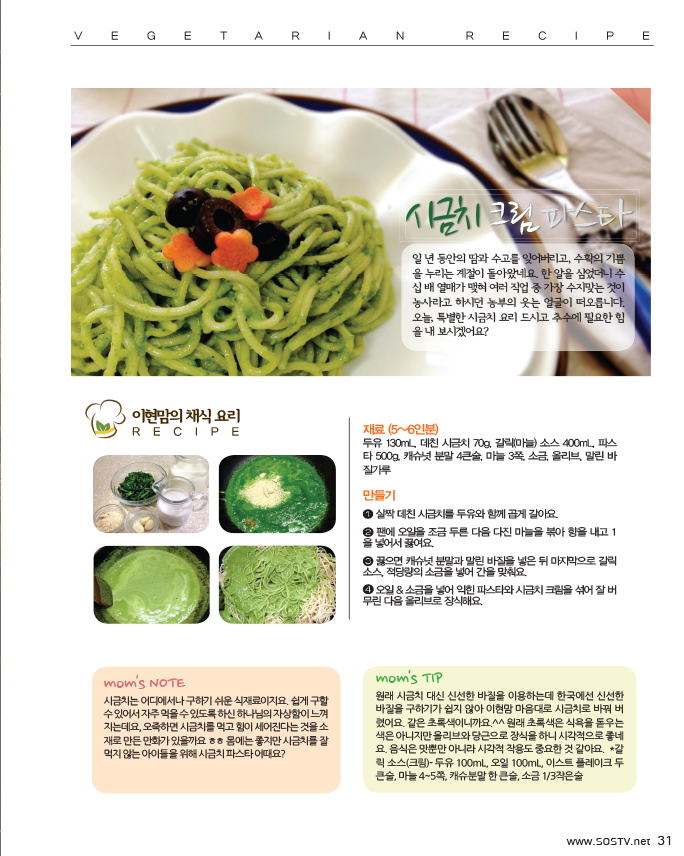 VEGETARIAN RECIPE
시금치 크림 파스타
일 년 동안의 땀과 수고를 잊어버리고, 수확의 기쁨
을 누리는 계절이 돌아왔네요. 한 알을 심었더니 수
십 배 열매가 맺혀 여러 직업 중 가장 수지맞는 것이
농사라고 하시던 농부의 웃는 얼굴이 떠오릅니다.
오늘, 특별한 시금치 요리 드시고 추수에 필요한 힘
을 내 보시겠어요?
이현맘의 채식 요리
RECIPE
재료 (5~6인분)
두유 130mL, 데친 시금치 70g, 갈릭(마늘) 소스 400mL, 파스
타 500g, 캐슈넛 분말 4큰술, 마늘 3쪽, 소금, 올리브, 말린 바
질가루
만들기
❶ 살짝 데친 시금치를 두유와 함께 곱게 갈아요.
❷ 팬에 오일을 조금 두른 다음 다진 마늘을 볶아 향을 내고 1
을 넣어서 끓여요.
❸ 끓으면 캐슈넛 분말과 말린 바질을 넣은 뒤 마지막으로 갈릭
소스, 적당량의 소금을 넣어 간을 맞춰요.
❹ 오일 & 소금을 넣어 익힌 파스타와 시금치 크림을 섞어 잘 버
무린 다음 올리브로 장식해요.
mom's NOTE
시금치는 어디에서나 구하기 쉬운 식재료이지요. 쉽게 구할
수 있어서 자주 먹을 수 있도록 하신 하나님의 자상함이 느껴
지는데요, 오죽하면 시금치를 먹고 힘이 세어진다는 것을 소
재로 만든 만화가 있을까요 ㅎㅎ 몸에는 좋지만 시금치를 잘
먹지 않는 아이들을 위해 시금치 파스타 어때요?
mom's TIP
원래 시금치 대신 신선한 바질을 이용하는데 한국에선 신선한
바질을 구하기가 쉽지 않아 이현맘 마음대로 시금치로 바꿔 버
렸어요. 같은 초록색이니까요.^^ 원래 초록색은 식욕을 돋우는
색은 아니지만 올리브와 당근으로 장식을 하니 시각적으로 좋네
요. 음식은 맛뿐만 아니라 시각적 작용도 중요한 것 같아요. *갈
릭 소스(크림)- 두유 100mL, 오일 100mL, 이스트 플레이크 두
큰술, 마늘 4~5쪽, 캐슈분말 한 큰술, 소금 1/3작은술
www.SOSTV.net 31